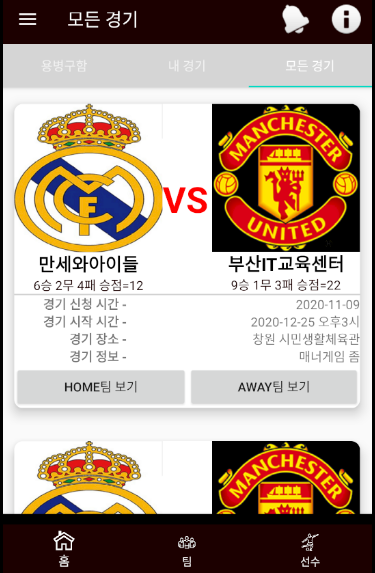 모든 경기
용병구함 내 경기 모든 경기
MANCHESTER
VS
UNITED
만세와아이들 부산IT교육센터
6승 2무 4패 승점=12 9승 1무 3패 승점=22
경기 신청 시간 - 2020-11-09
경기 시작 시간 - 2020-12-25 오후3시
경기 장소 - 창원 시민생활체육관
경기 정보 - 매너게임 좀
HOME팀 보기 AWAY팀 보기
MANCHESTER
홈 팀 선수